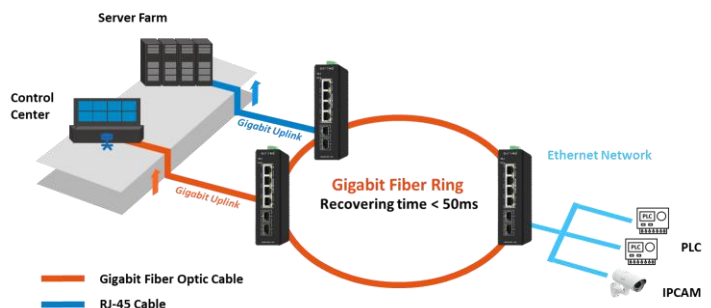 Server Farm
Control
Center
Gigabit Uplink
Gigabit Uplink
Gigabit Fiber Ring
Recovering time < 50ms
Ethernet Network
PLC
PLC
PLC
IPCAM
Gigabit Fiber Optic Cable
RJ-45 Cable